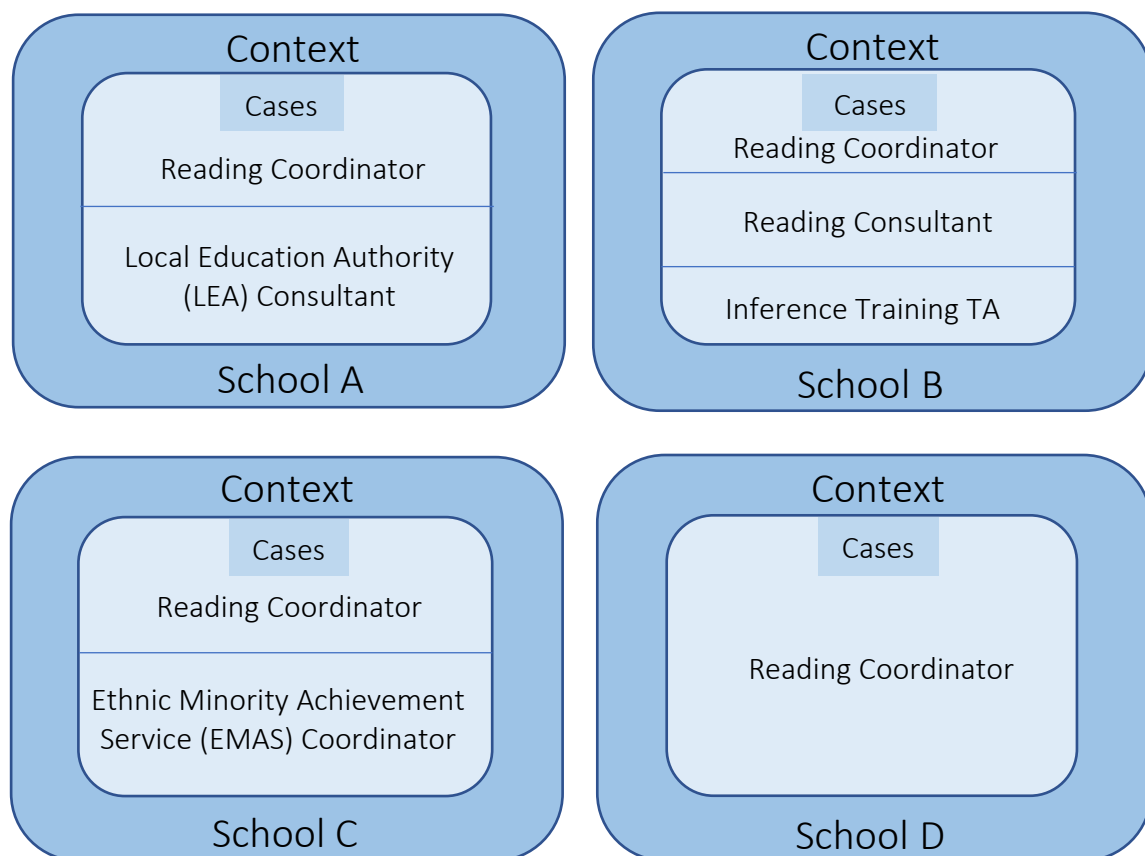 Context
Cases
Reading Coordinator
Local Education Authority
(LEA) Consultant
School A
Context
Cases
Reading Coordinator
Reading Consultant
Inference Training TA
School B
Context
Cases
Reading Coordinator
Ethnic Minority Achievement
Service (EMAS) Coordinator
School C
Context
Cases
Reading Coordinator
School D